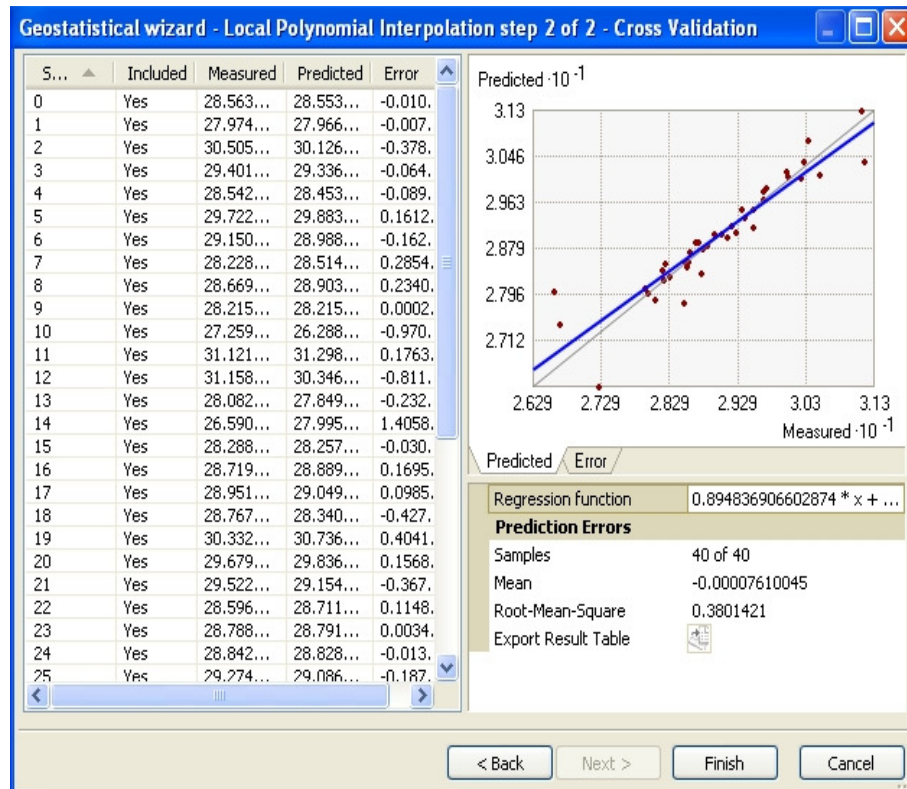 Geostatistical wizard - Local Polynomial Interpolation step 2 of 2 - Cross Validation
S... Included Measured Predicted Error
0 Yes 28.563... 28.553... -0.010.
1 Yes 27.974... 27.966... -0.007.
2 Yes 30.505... 30.126... -0.378.
3 Yes 29.401... 29.336... -0.064.
4 Yes 28.542... 28.453... -0.089.
5 Yes 29.722... 29.883... 0.1612.
6 Yes 29.150... 28.988... -0.162.
7 Yes 28.228... 28.514... 0.2854.
8 Yes 28.669... 28.903... 0.2340.
9 Yes 28.215... 28.215... 0.0002.
10 Yes 27.259... 26.288... -0.970.
11 Yes 31.121... 31.298... 0.1763.
12 Yes 31.158... 30.346... -0.811.
13 Yes 28.082... 27.849... -0.232.
14 Yes 26.590... 27.995... 1.4058.
15 Yes 28.288... 28.257... -0.030.
16 Yes 28.719... 28.889... 0.1695.
17 Yes 28.951... 29.049... 0.0985.
18 Yes 28.767... 28.340... -0.427.
19 Yes 30.332... 30.736... 0.4041.
20 Yes 29.679... 29.836... 0.1568.
21 Yes 29.522... 29.154... -0.367.
22 Yes 28.596... 28.711... 0.1148.
23 Yes 28.788... 28.791... 0.0034.
24 Yes 28.842... 28.828... -0.013.
25 Yes 29.274... 29.086... -0.187.
Predicted ·10 -1
3.13
3.046
2.963
2.879
2.796
2.712
2.629 2.729 2.829 2.929 3.03 3.13
Measured ·10 -1
Predicted Error
Regression function 0.894836906602874 * x + ...
Prediction Errors
Samples 40 of 40
Mean -0.00007610045
Root-Mean-Square 0.3801421
Export Result Table
< Back Next > Finish Cancel